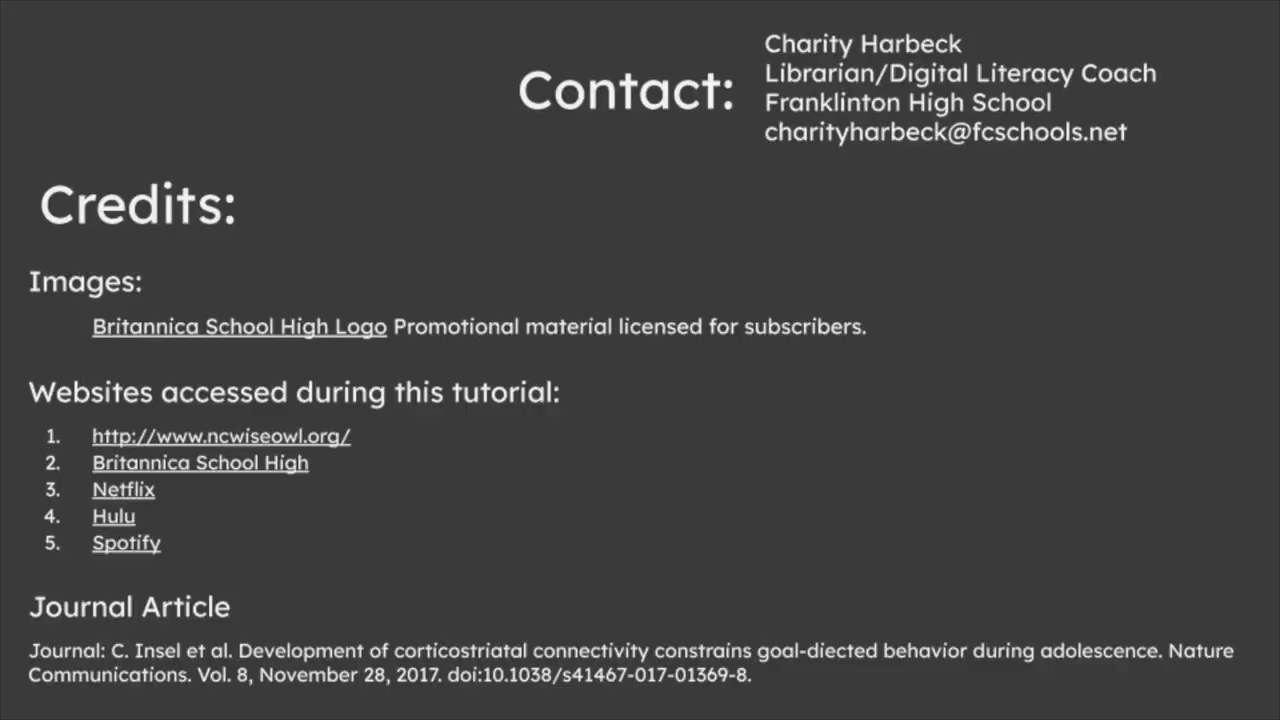 Contact:
Charity Harbeck
Librarian/Digital Literacy Coach
Franklinton High School
charityharbeck@fcschools.net
Credits:
Images:
Britannica School High Logo Promotional material licensed for subscribers.
Websites accessed during this tutorial:
1. http://www.ncwiseowl.org/
2. Britannica School High
3. Netflix
4. Hulu
5. Spotify
Journal Article
Journal: C. Insel et al. Development of corticostriatal connectivity constrains goal-diected behavior during adolescence. Nature
Communications. Vol. 8, November 28, 2017. doi:10.1038/s41467-017-01369-8.